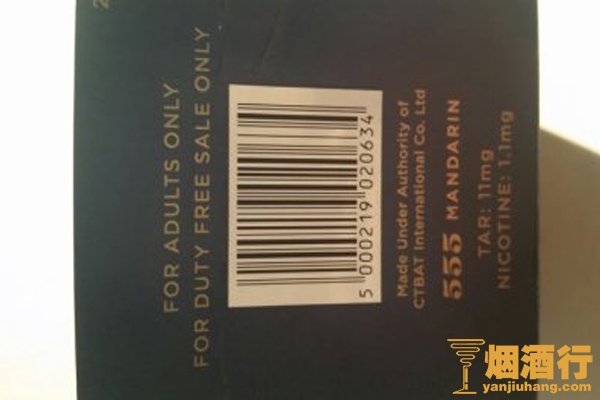 FOR ADULTS ONLY
FOR DUTY FREE SALE ONLY
5 000219 020634
Made Under Authority of
CTBAT International Co. Ltd
555 MANDARIN
TAR: 11mg
NICOTINE: 1.1mg
烟酒行
yanjiuhang.com